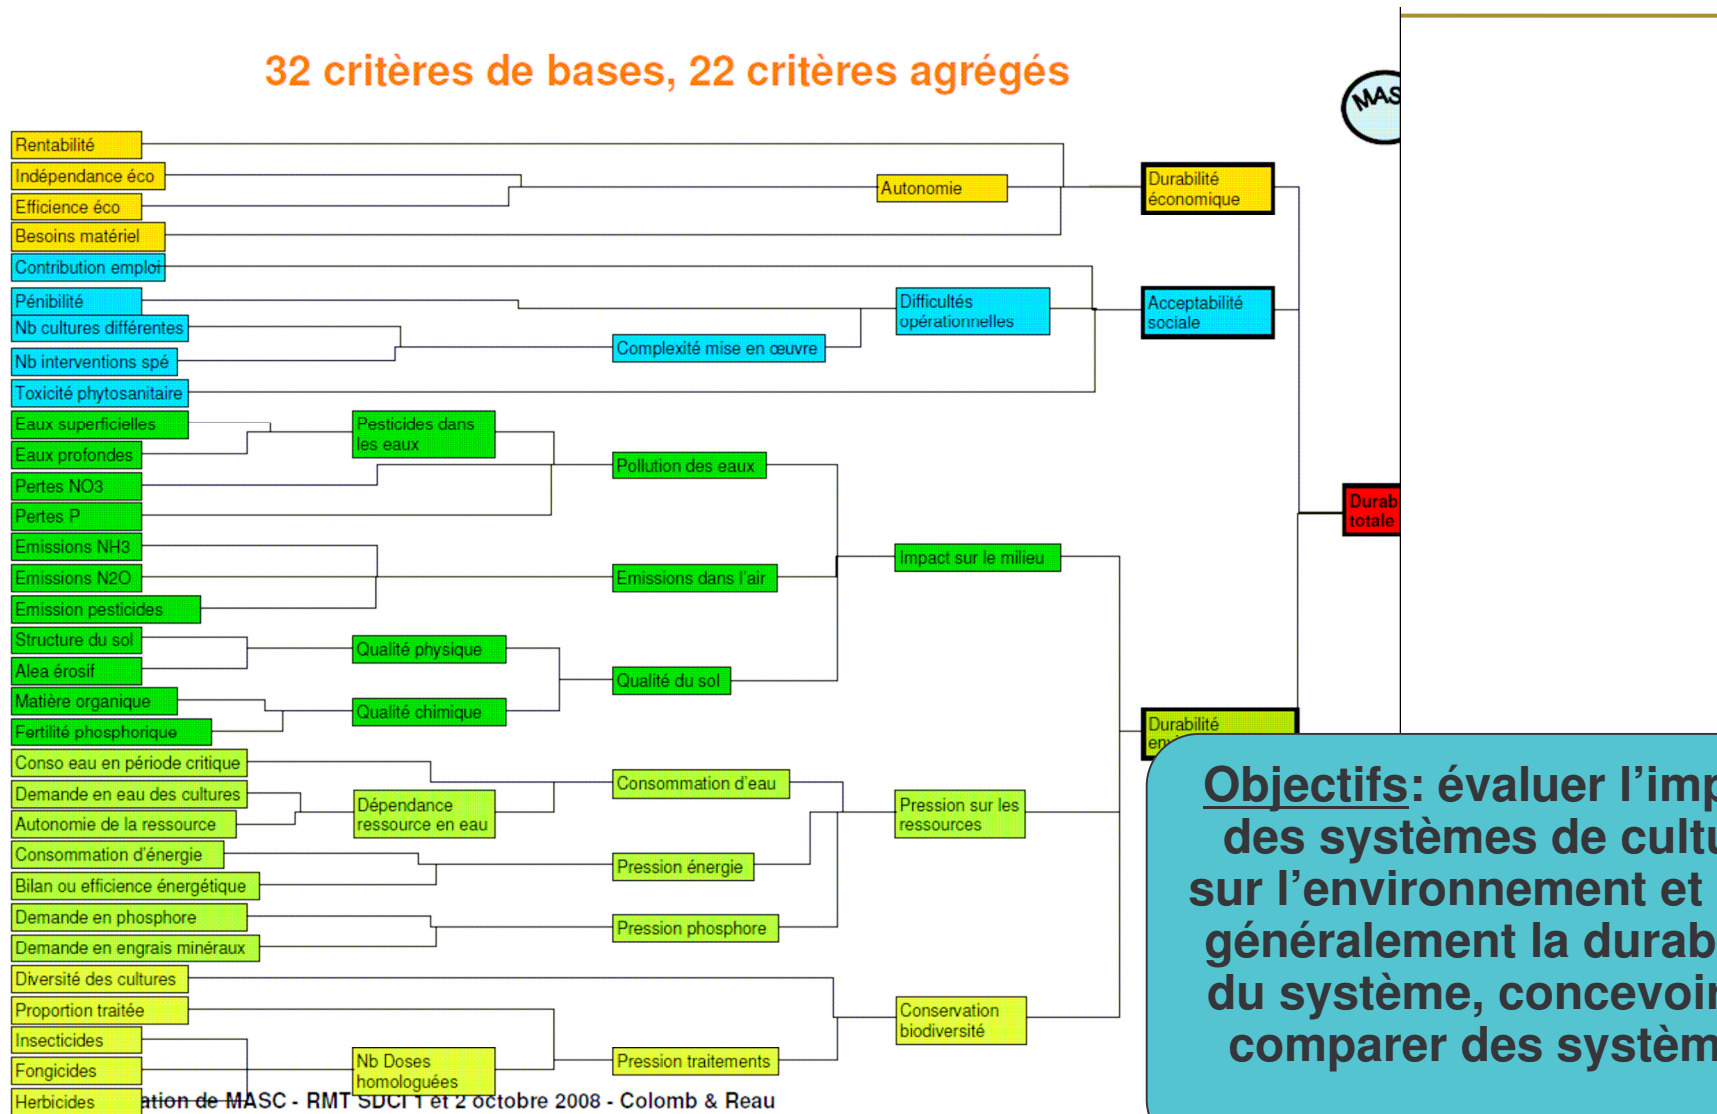 32 critères de bases, 22 critères agrégés
MAS
Rentabilité
Indépendance éco
Efficience éco
Besoins matériel
Contribution emploi
Pénibilité
Nb cultures différentes
Nb interventions spé
Toxicité phytosanitaire
Eaux superficielles
Eaux profondes
Pertes NO3
Pertes P
Emissions NH3
Emissions N2O
Emission pesticides
Structure du sol
Alea érosif
Matière organique
Fertilité phosphorique
Conso eau en période critique
Demande en eau des cultures
Autonomie de la ressource
Consommation d'énergie
Bilan ou efficience énergétique
Demande en phosphore
Demande en engrais minéraux
Diversité des cultures
Proportion traitée
Insecticides
Fongicides
Herbicides
Pesticides dans
les eaux
Qualité physique
Qualité chimique
Dépendance
ressource en eau
Nb Doses
homologuées
Complexité mise en œuvre
Pollution des eaux
Emissions dans l'air
Qualité du sol
Consommation d'eau
Pression énergie
Pression phosphore
Pression traitements
Autonomie
Difficultés
opérationnelles
Impact sur le milieu
Pression sur les
ressources
Conservation
biodiversité
Durabilité
économique
Acceptabilité
sociale
Durabilité
Durab
totale
Objectifs: évaluer l'imp
des systèmes de cultu
sur l'environnement et
généralement la durab
du système, concevoir
comparer des systèm
ation de MASC - RMT SDCI 1 et 2 octobre 2008 - Colomb & Reau